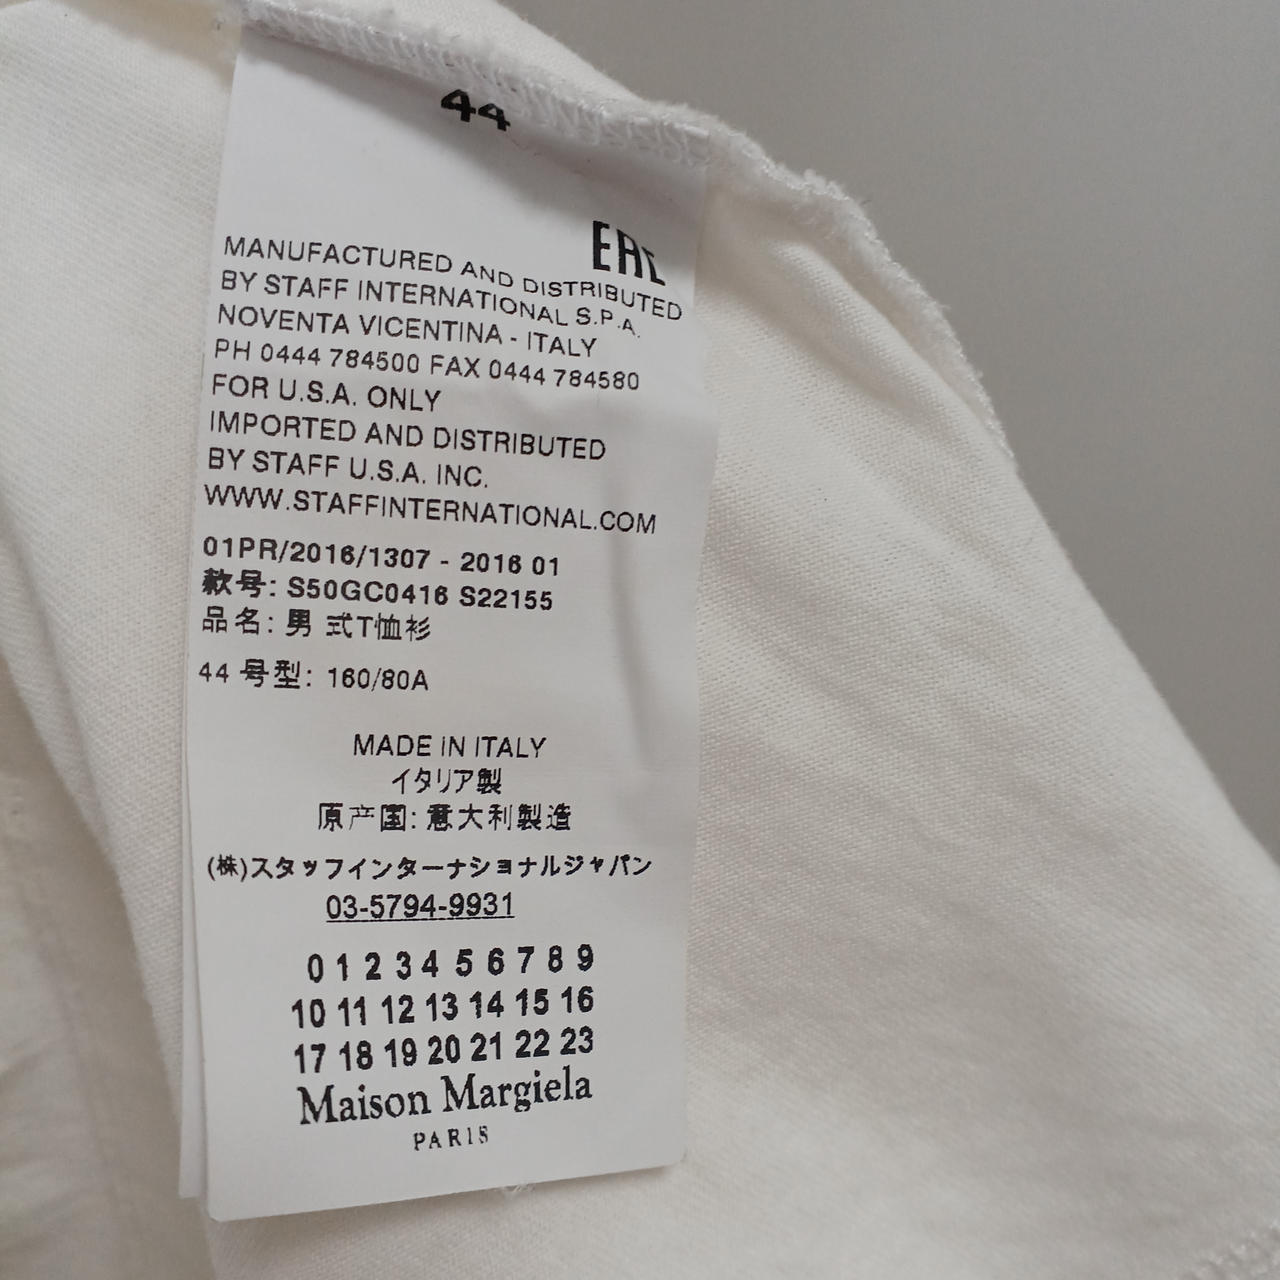 44
EAC
MANUFACTURED AND DISTRIBUTED
BY STAFF INTERNATIONAL S.P.A.
NOVENTA VICENTINA - ITALY
PH 0444 784500 FAX 0444 784580
FOR U.S.A. ONLY
IMPORTED AND DISTRIBUTED
BY STAFF U.S.A. INC.
WWW.STAFFINTERNATIONAL.COM
01PR/2016/1307 - 2016 01
款号: S50GC0416 S22155
品名: 男 式T恤衫
44 号型: 160/80A
MADE IN ITALY
イタリア製
原产国: 意大利製造
(株)スタッフインターナショナルジャパン
03-5794-9931
0 1 2 3 4 5 6 7 8 9
10 11 12 13 14 15 16
17 18 19 20 21 22 23
Maison Margiela
PARIS